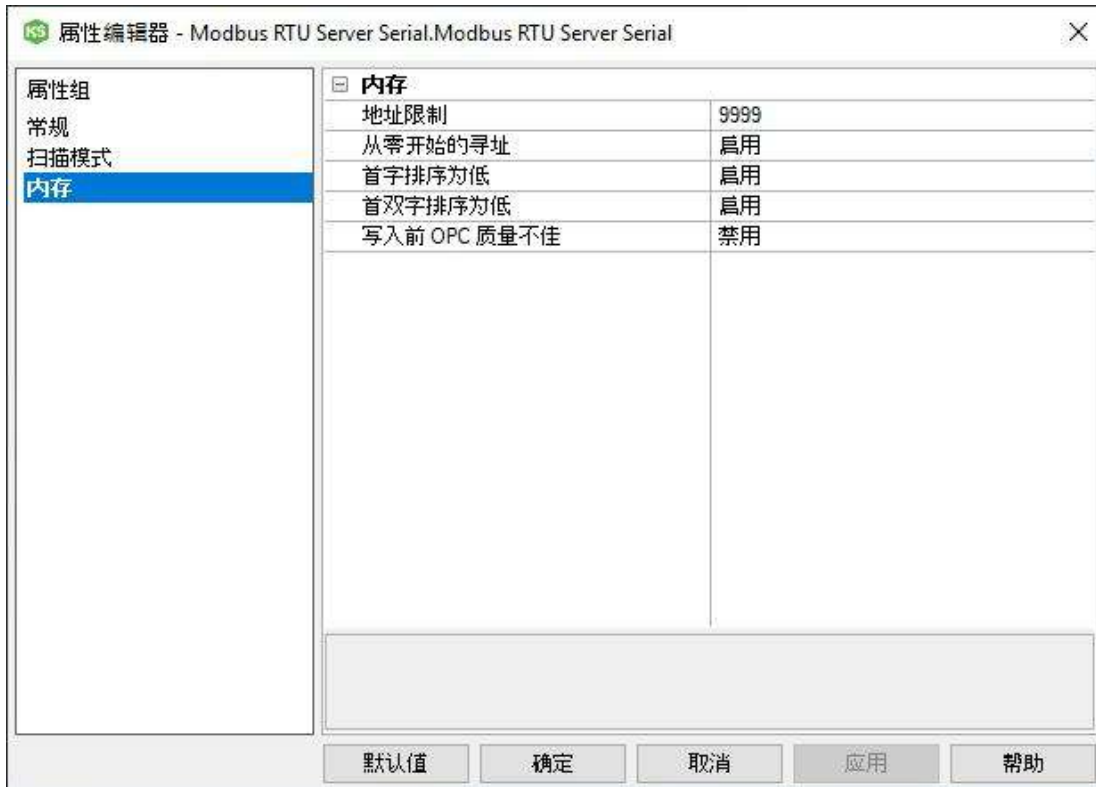 KS 属性编辑器 - Modbus RTU Server Serial.Modbus RTU Server Serial
属性组
常规
扫描模式
内存
内存
地址限制 9999
从零开始的寻址 启用
首字排序为低 启用
首双字排序为低 启用
写入前 OPC 质量不佳 禁用
默认值 确定 取消 应用 帮助